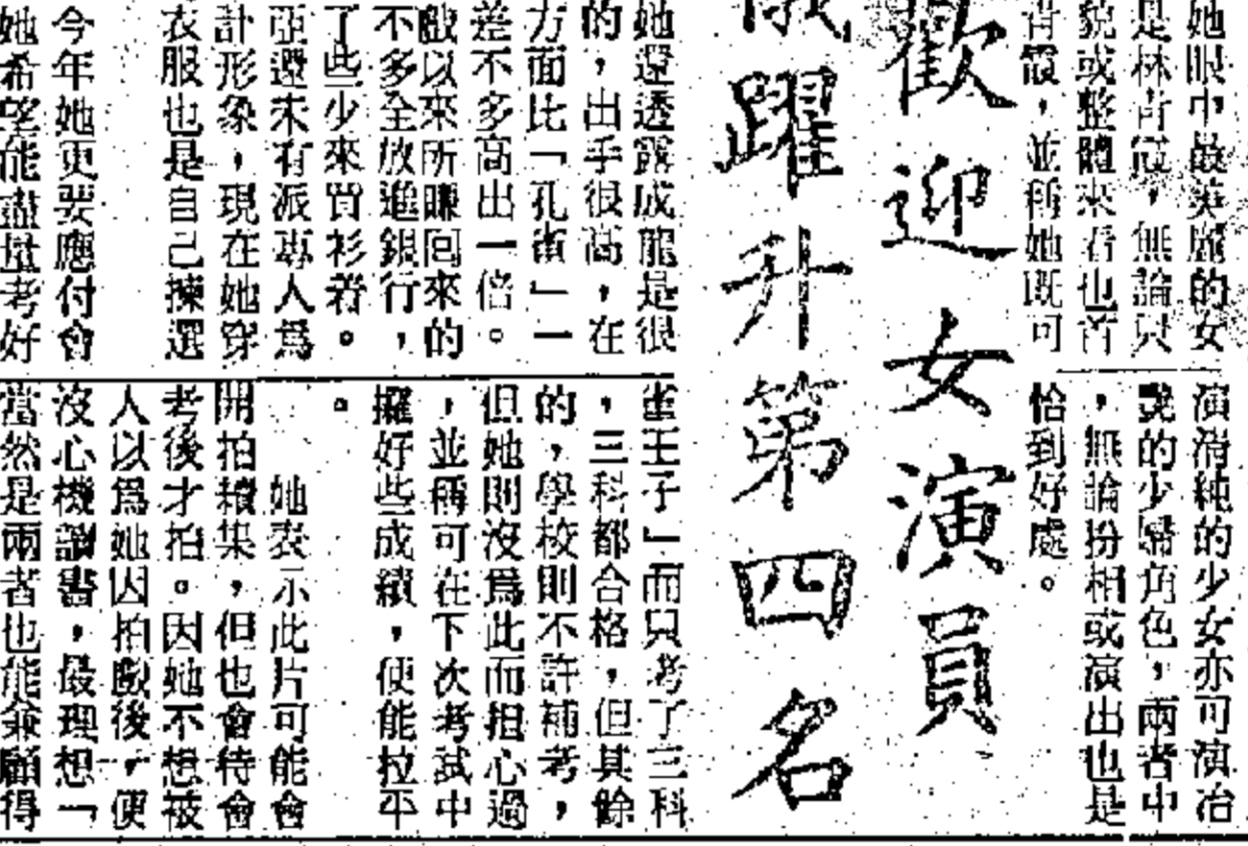 她眼中最英麗的女
是林青霞，無論只
貌或整體來看也首
青霞，並稱她既可
演清純的少女亦可演冶
艷的少婦角色，兩者中
，無論扮相或演出也是
恰到好處。
歡迎女演員
躍升第四名
她還透露成龍是很
的，出手很高，在
方面比「孔雀」一
差不多高出一倍。
戲以來所賺回來的
不多全放進銀行，
了些少來買衫着。
亞還未有派專人爲
計形象，現在她穿
衣服也是自己揀選
今年她更要應付會
她希望能盡量考好
雀王子」而只考了三科
，三科都合格，但其餘
的，學校則不許補考，
但她則沒爲此而担心過
，並稱可在下次考試中
攞好些成績，便能拉平
。
她表示此片可能會
開拍續集，但也會待會
考後才拍。因她不想被
人以爲她因拍戲後，便
沒心機讀書，最理想「
當然是兩者也能兼顧得